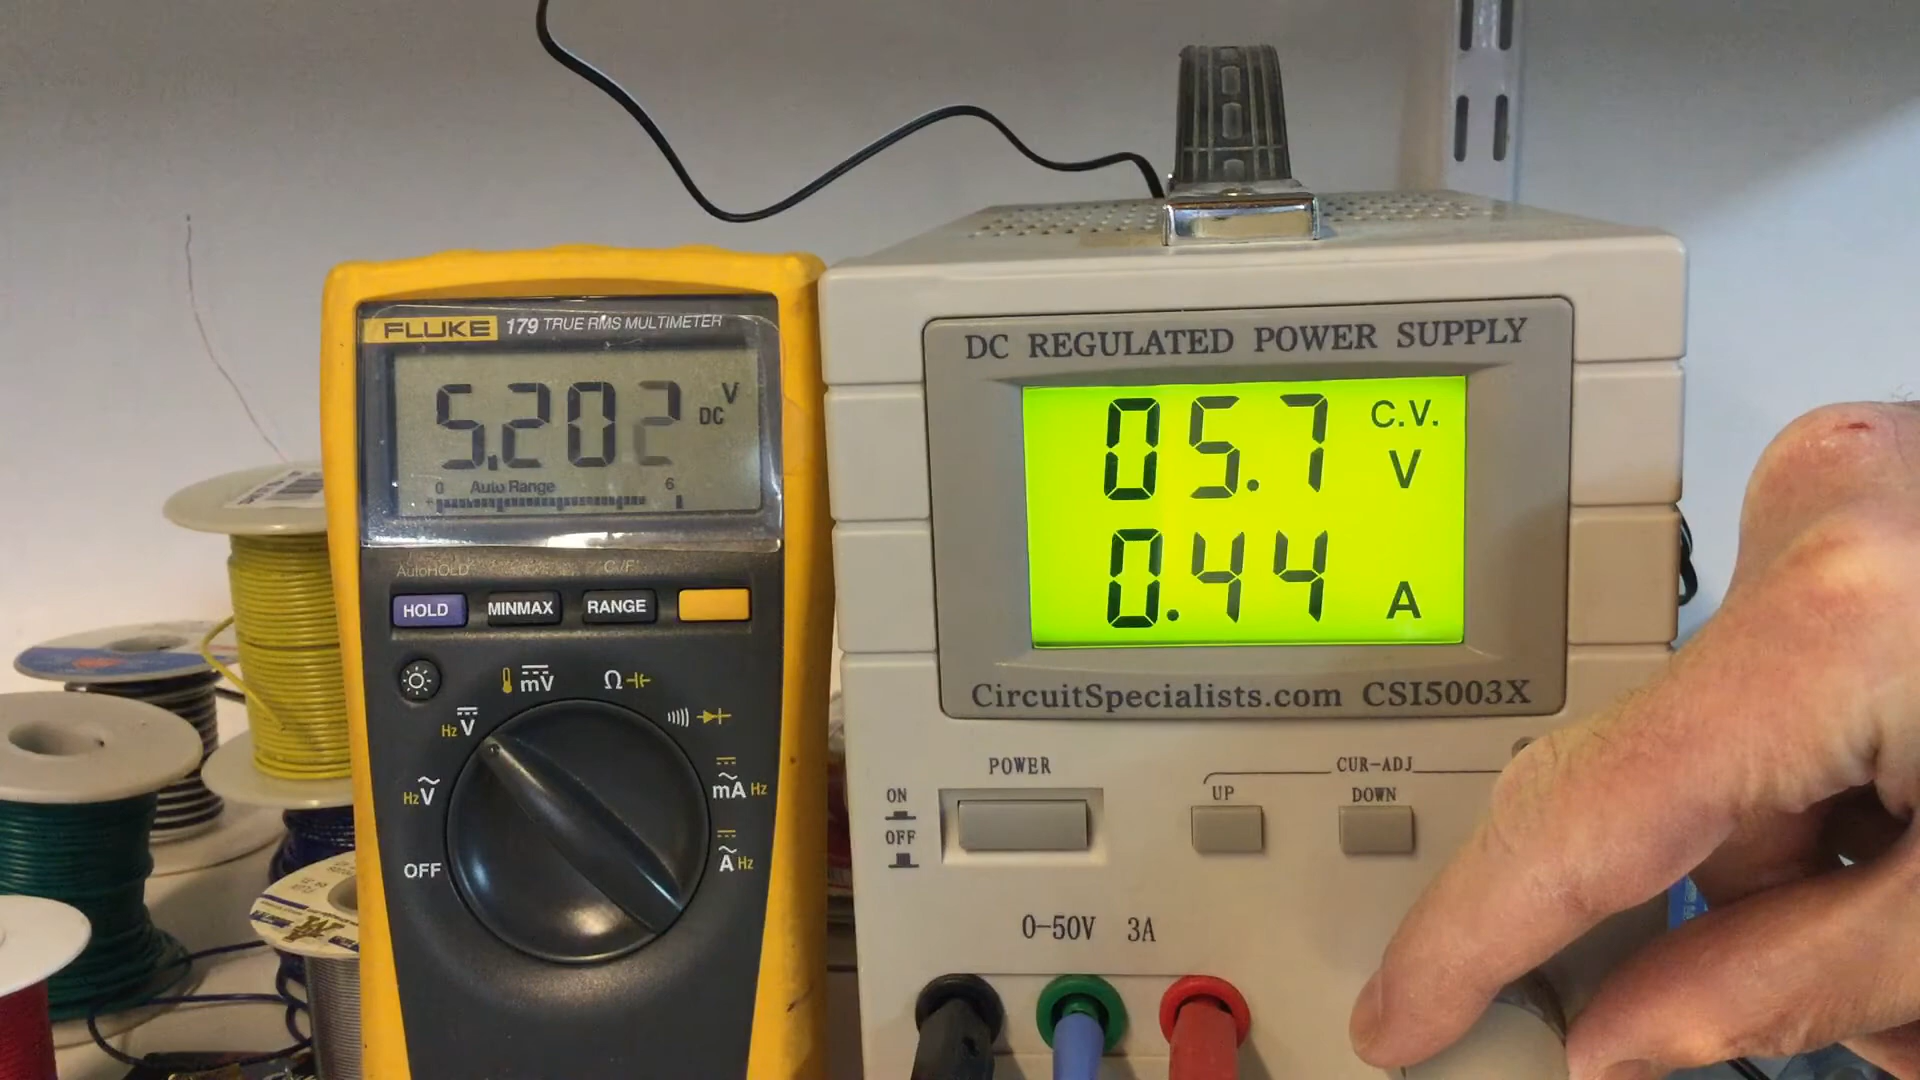 FLUKE 179 TRUE RMS MULTIMETER
5.202 V DC
0 Auto Range 6
AutoHOLD
HOLD MINMAX RANGE
mV
Ω
Hz V
Hz V
mA Hz
A Hz
OFF
DC REGULATED POWER SUPPLY
05.7 C.V. V
0.44 A
CircuitSpecialists.com CSI5003X
POWER
ON
OFF
CUR-ADJ
UP DOWN
0-50V 3A